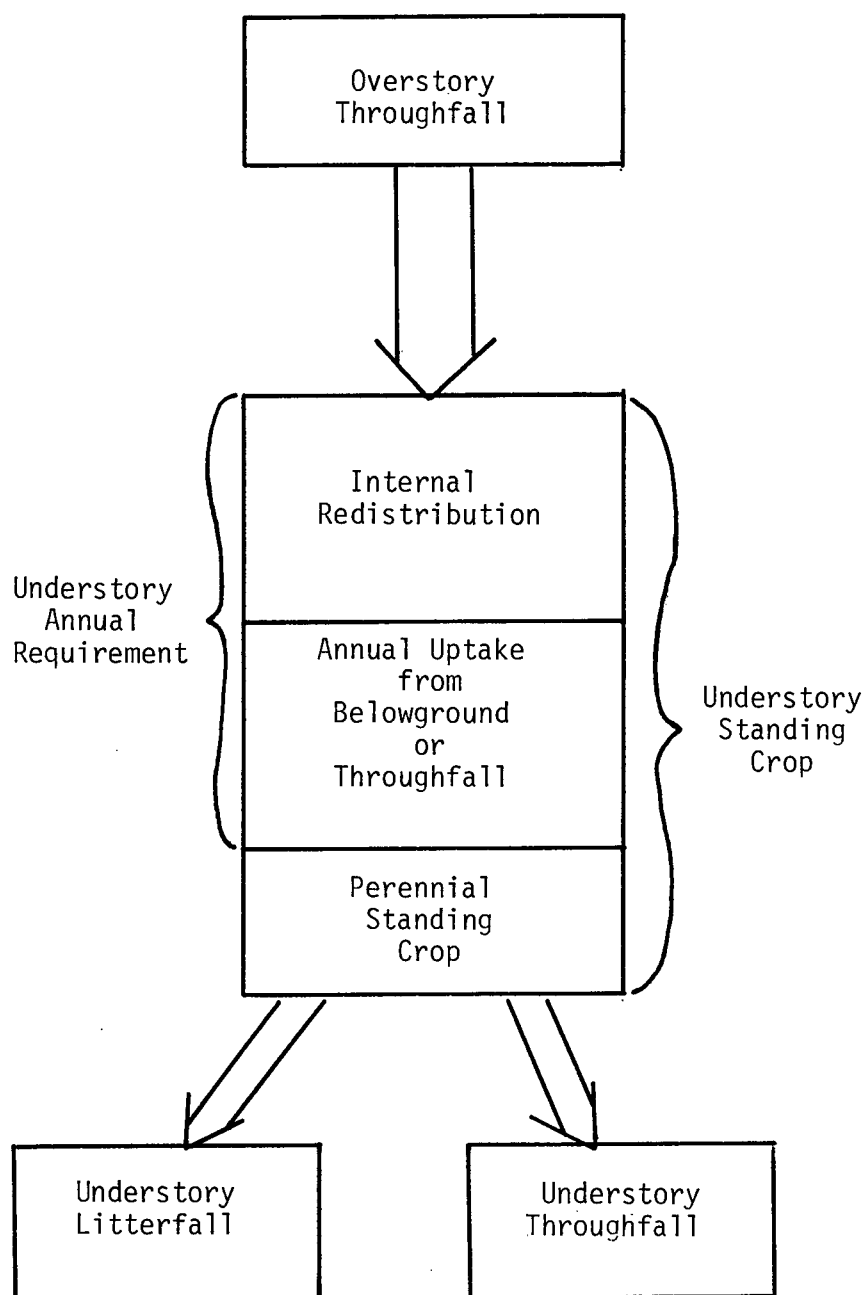 Overstory
Throughfall
Internal
Redistribution
Understory
Annual
Requirement
Annual Uptake
from
Belowground
or
Throughfall
Understory
Standing
Crop
Perennial
Standing
Crop
Understory
Litterfall
Understory
Throughfall